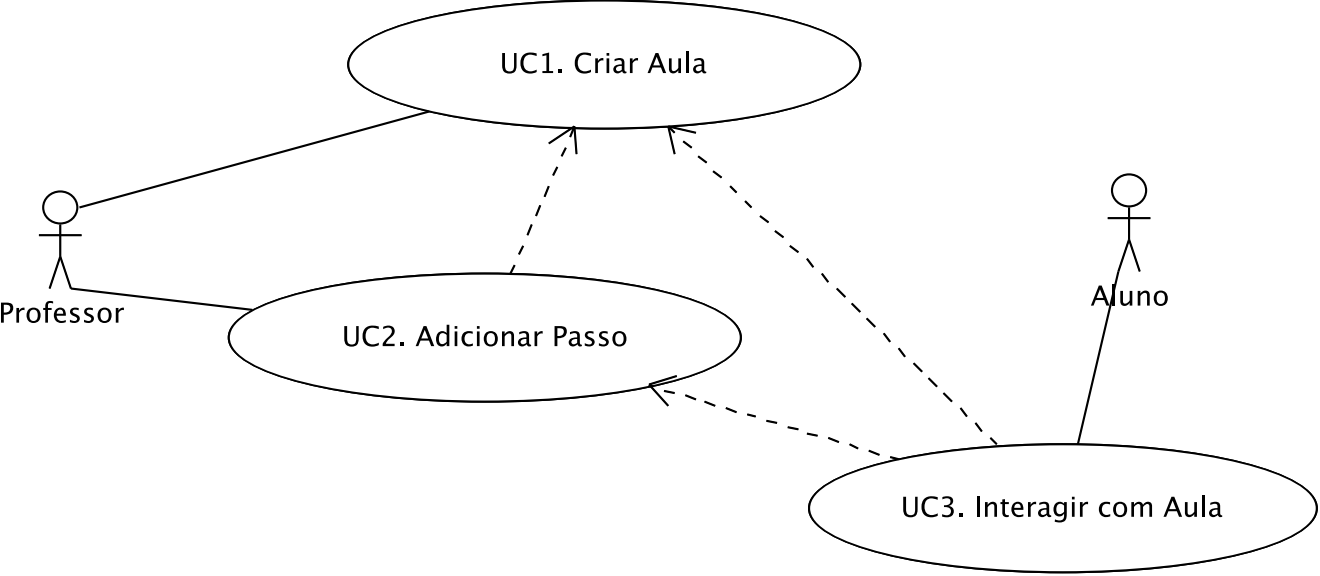 UC1. Criar Aula
Professor
Aluno
UC2. Adicionar Passo
UC3. Interagir com Aula